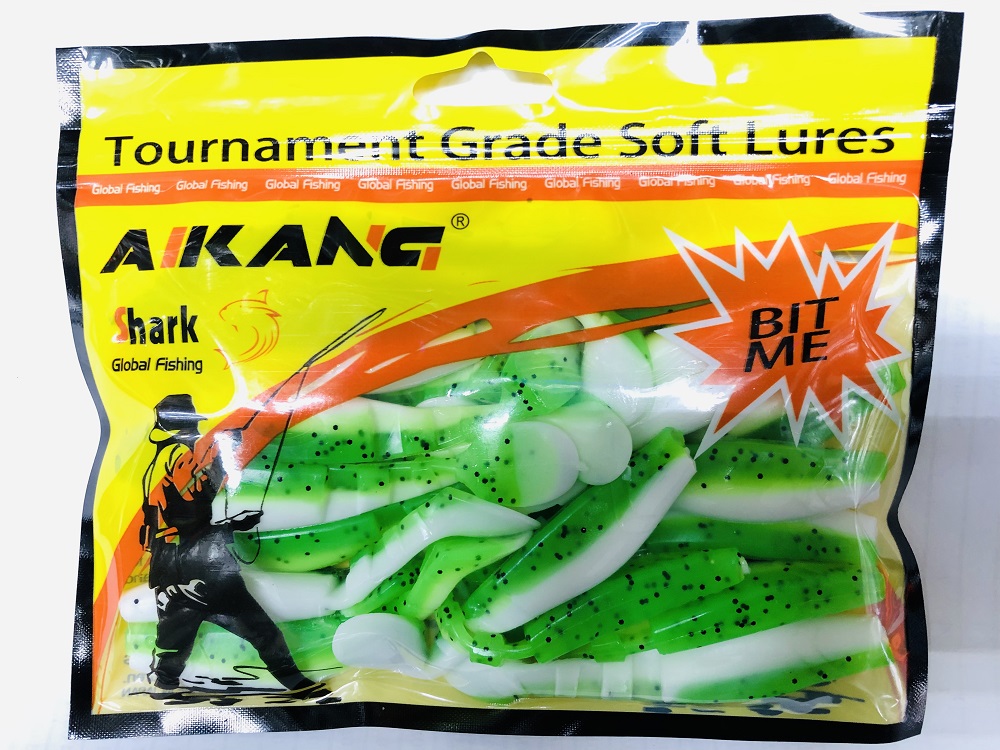 Tournament Grade Soft Lures
Global Fishing Global Fishing Global Fishing Global Fishing Global Fishing Global Fishing Global Fishing Global Fishing Global Fishing
AIKANG ®
Shark
Global Fishing
BIT
ME